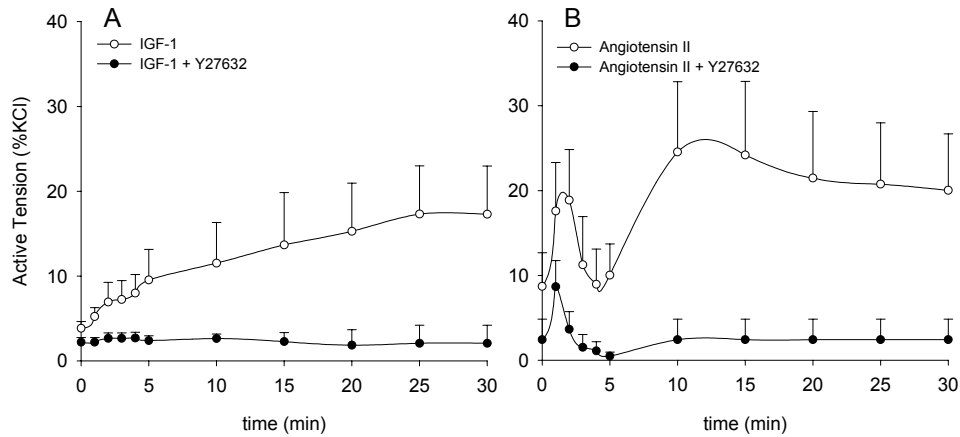 A
IGF-1
IGF-1 + Y27632
B
Angiotensin II
Angiotensin II + Y27632
Active Tension (%KCl)
40
30
20
10
0
0 5 10 15 20 25 30
time (min)
40
30
20
10
0
0 5 10 15 20 25 30
time (min)